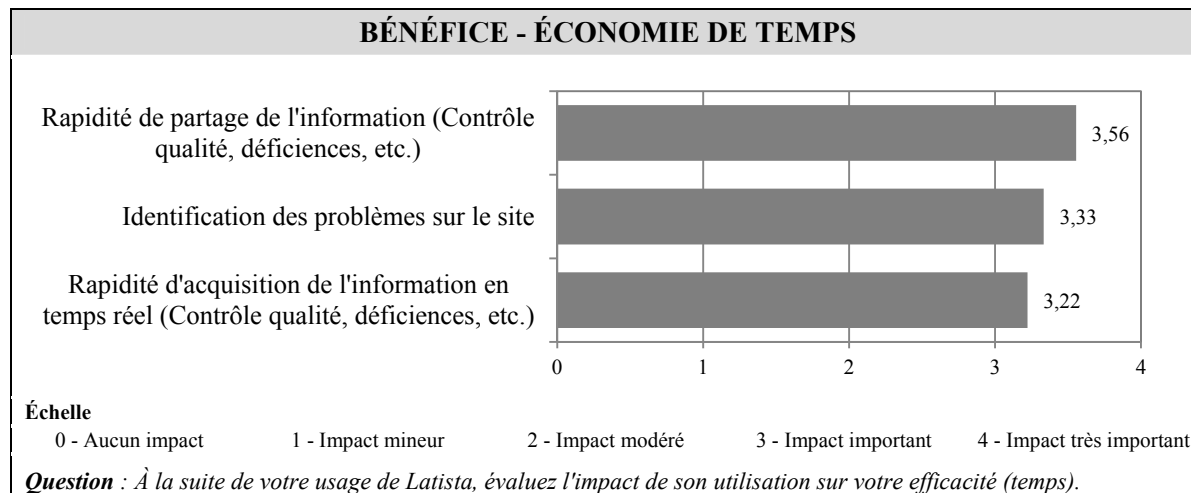 BÉNÉFICE - ÉCONOMIE DE TEMPS
Rapidité de partage de l'information (Contrôle
qualité, déficiences, etc.)
3,56
Identification des problèmes sur le site
3,33
Rapidité d'acquisition de l'information en
temps réel (Contrôle qualité, déficiences, etc.)
3,22
0 1 2 3 4
Échelle
0 - Aucun impact 1 - Impact mineur 2 - Impact modéré 3 - Impact important 4 - Impact très important
Question : À la suite de votre usage de Latista, évaluez l'impact de son utilisation sur votre efficacité (temps).